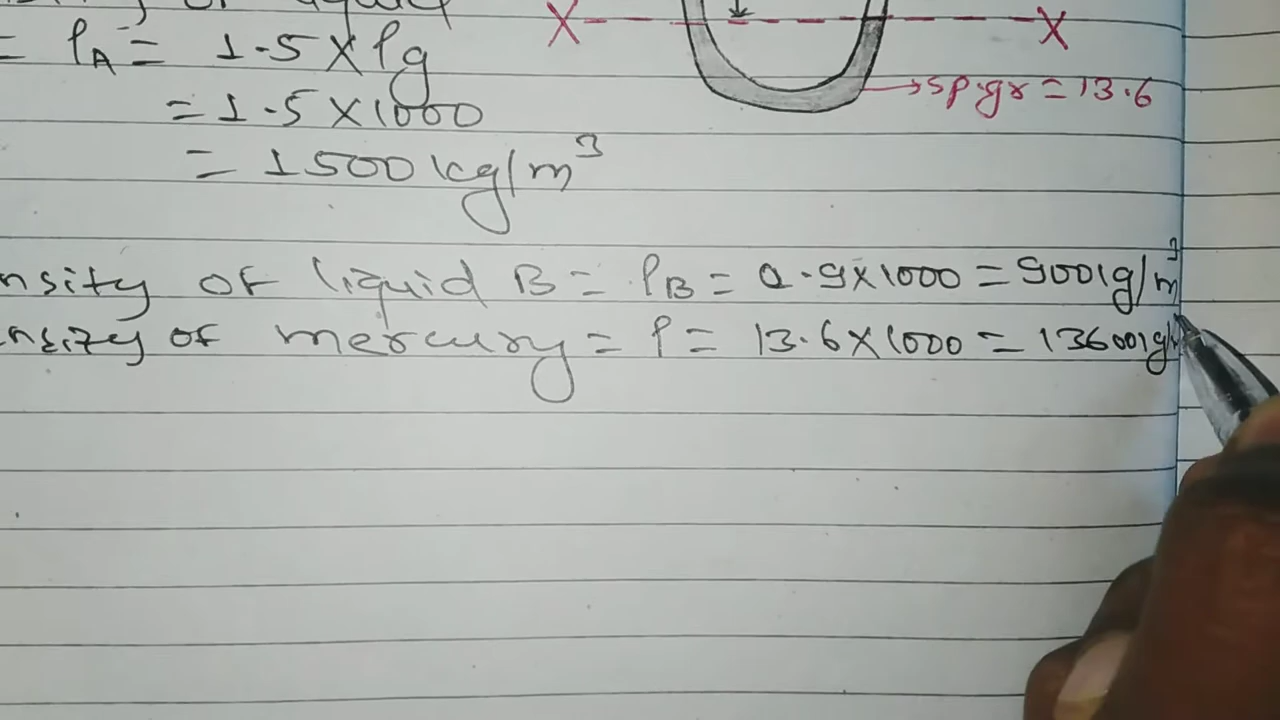 = ρA = 1.5 X ρg
X X
sp.gr = 13.6
= 1.5 X 1000
= 1500 kg/m³
nsity of liquid B = ρB = 0.9 X 1000 = 900 kg/m³
nsity of mercury = ρ = 13.6 X 1000 = 13600 kg/